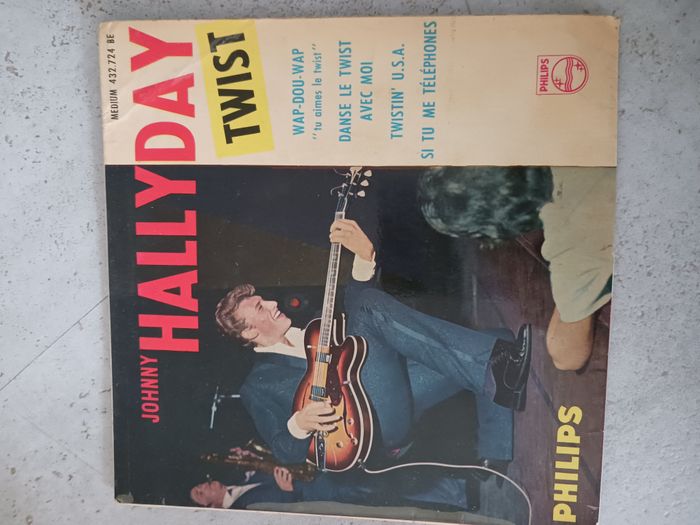 MEDIUM 432.724 BE
JOHNNY
HALLYDAY
TWIST
WAP-DOU-WAP
"tu aimes le twist"
DANSE LE TWIST
AVEC MOI
TWISTIN' U.S.A.
SI TU ME TÉLÉPHONES
PHILIPS
PHILIPS